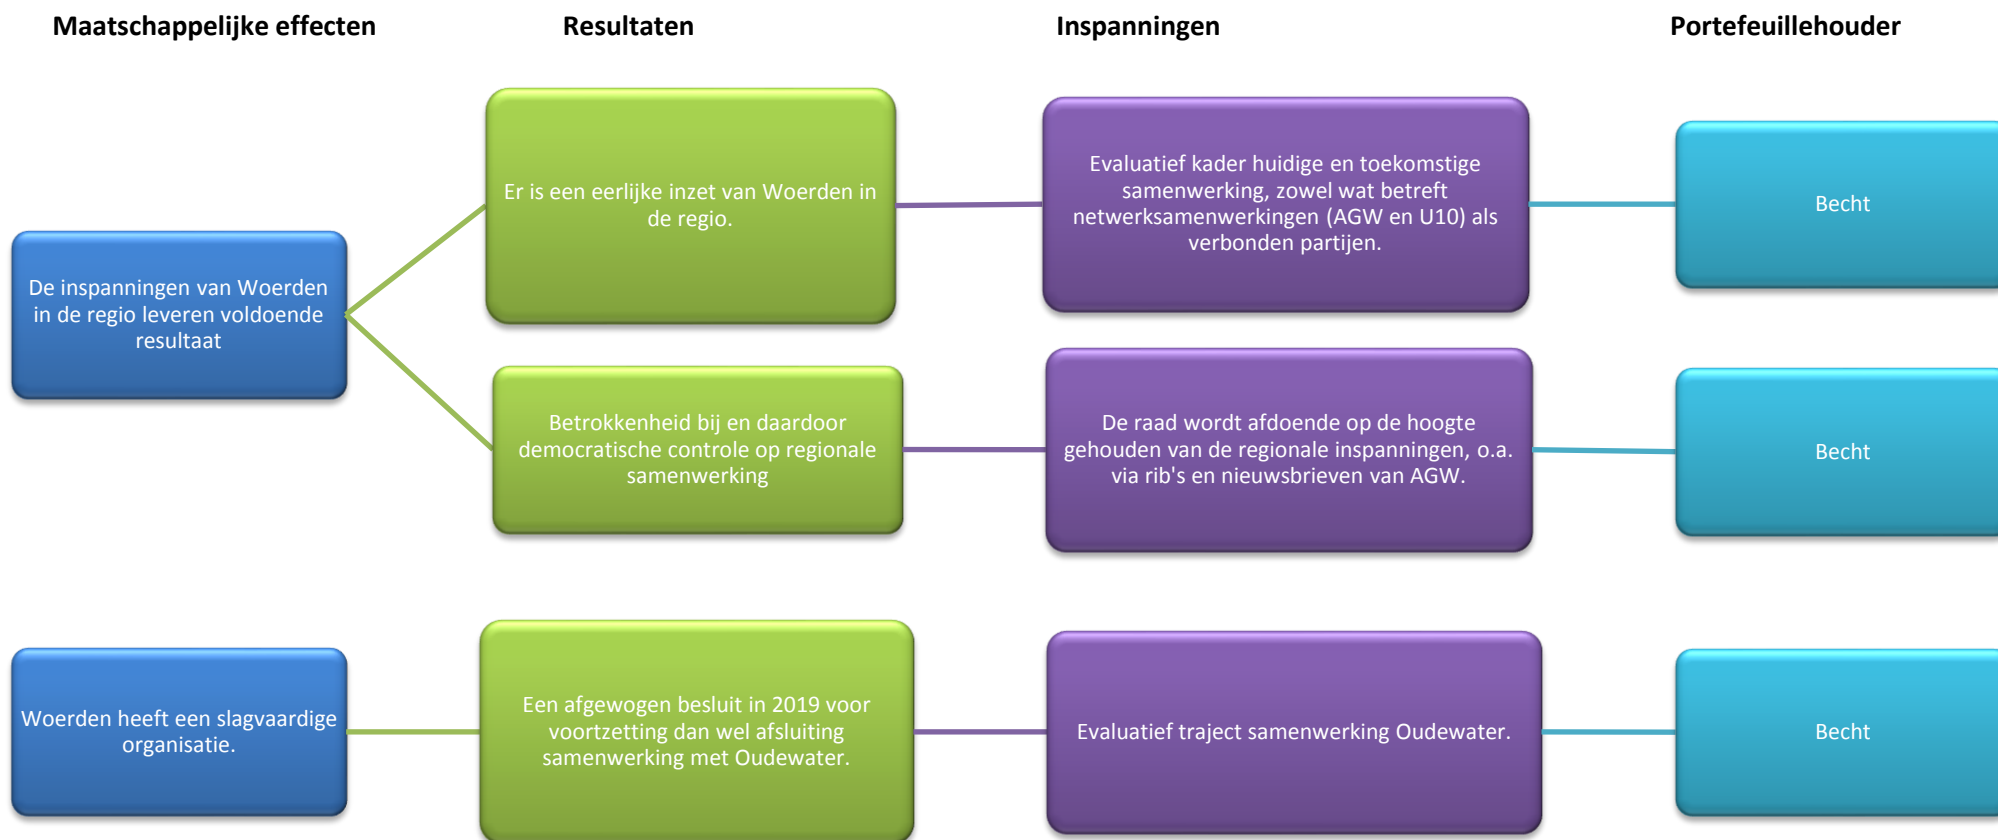 Maatschappelijke effecten
Resultaten
Inspanningen
Portefeuillehouder
De inspanningen van Woerden
in de regio leveren voldoende
resultaat
Er is een eerlijke inzet van Woerden in
de regio.
Evaluatief kader huidige en toekomstige
samenwerking, zowel wat betreft
netwerksamenwerkingen (AGW en U10) als
verbonden partijen.
Becht
Betrokkenheid bij en daardoor
democratische controle op regionale
samenwerking
De raad wordt afdoende op de hoogte
gehouden van de regionale inspanningen, o.a.
via rib's en nieuwsbrieven van AGW.
Becht
Woerden heeft een slagvaardige
organisatie.
Een afgewogen besluit in 2019 voor
voortzetting dan wel afsluiting
samenwerking met Oudewater.
Evaluatief traject samenwerking Oudewater.
Becht